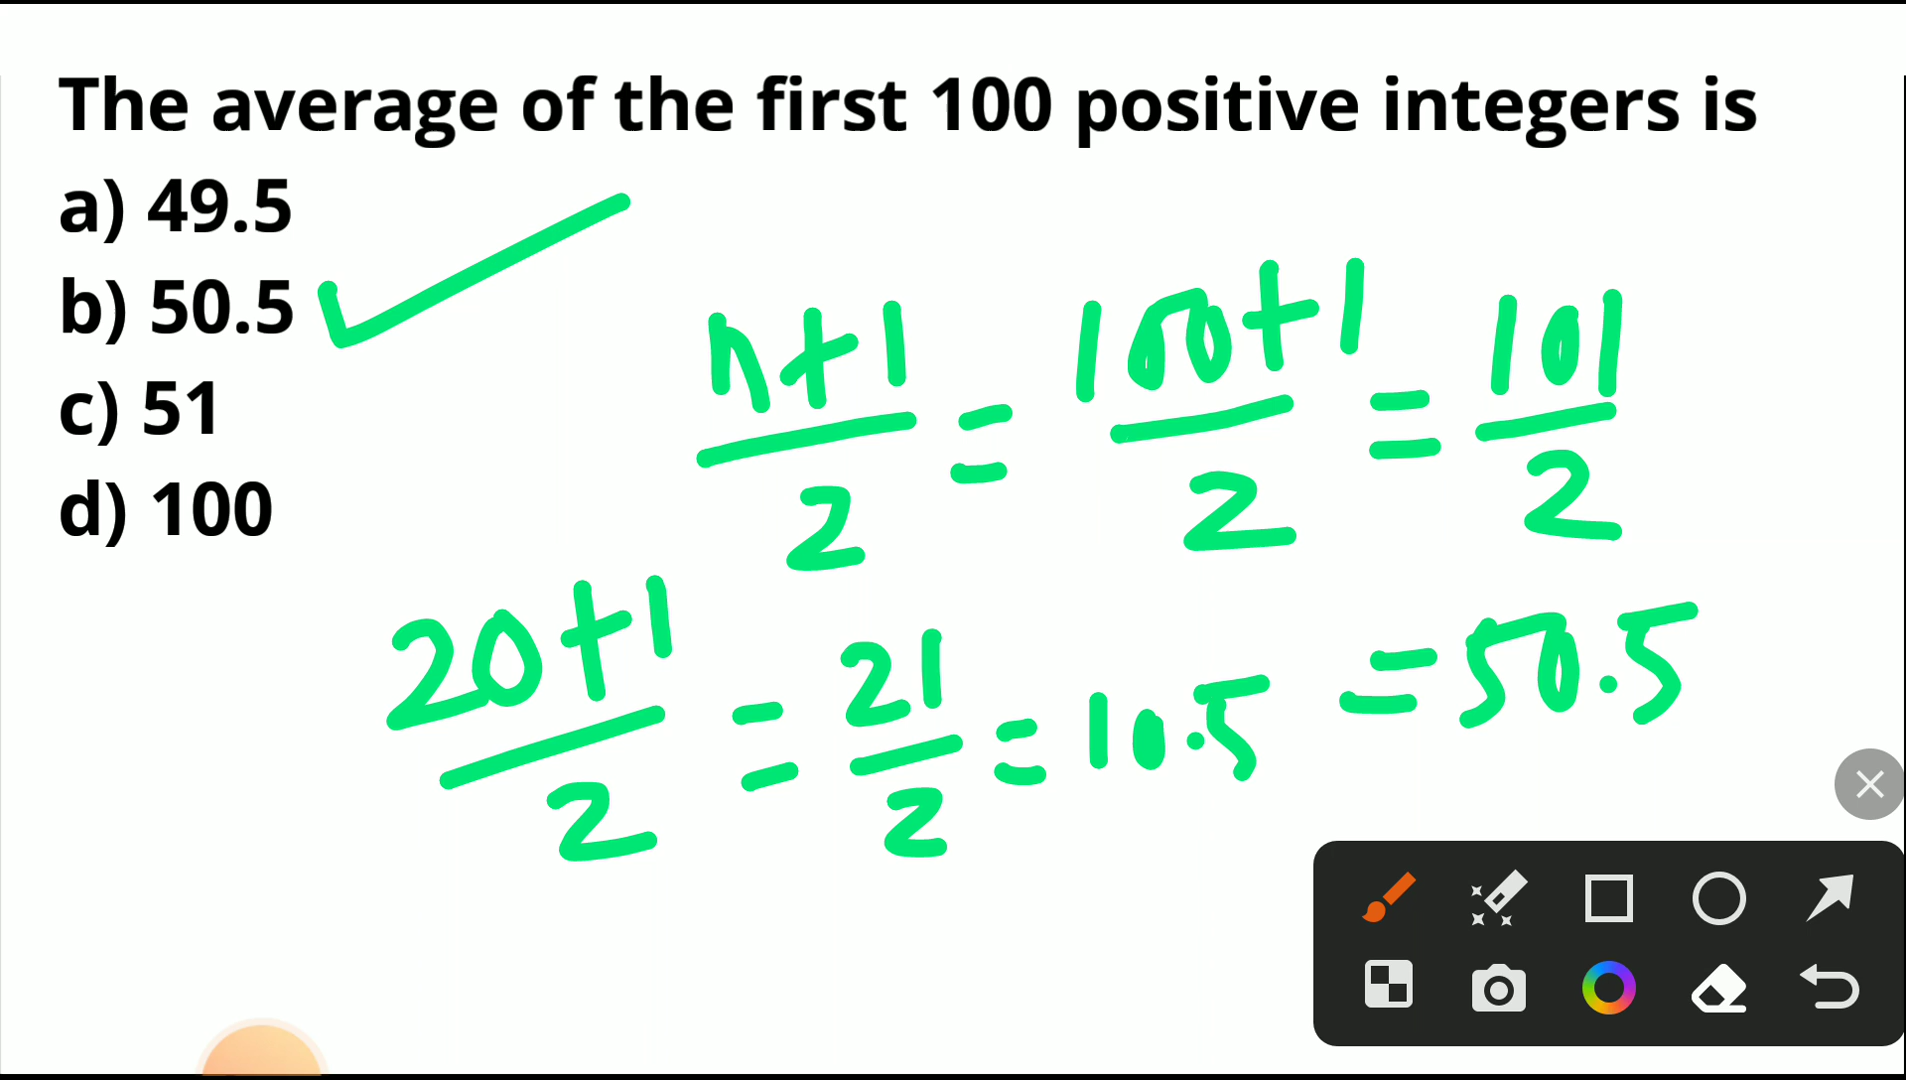 The average of the first 100 positive integers is
a) 49.5
b) 50.5
c) 51
d) 100
n+1/2 = 100+1/2 = 101/2
= 50.5
20+1/2 = 21/2 = 10.5